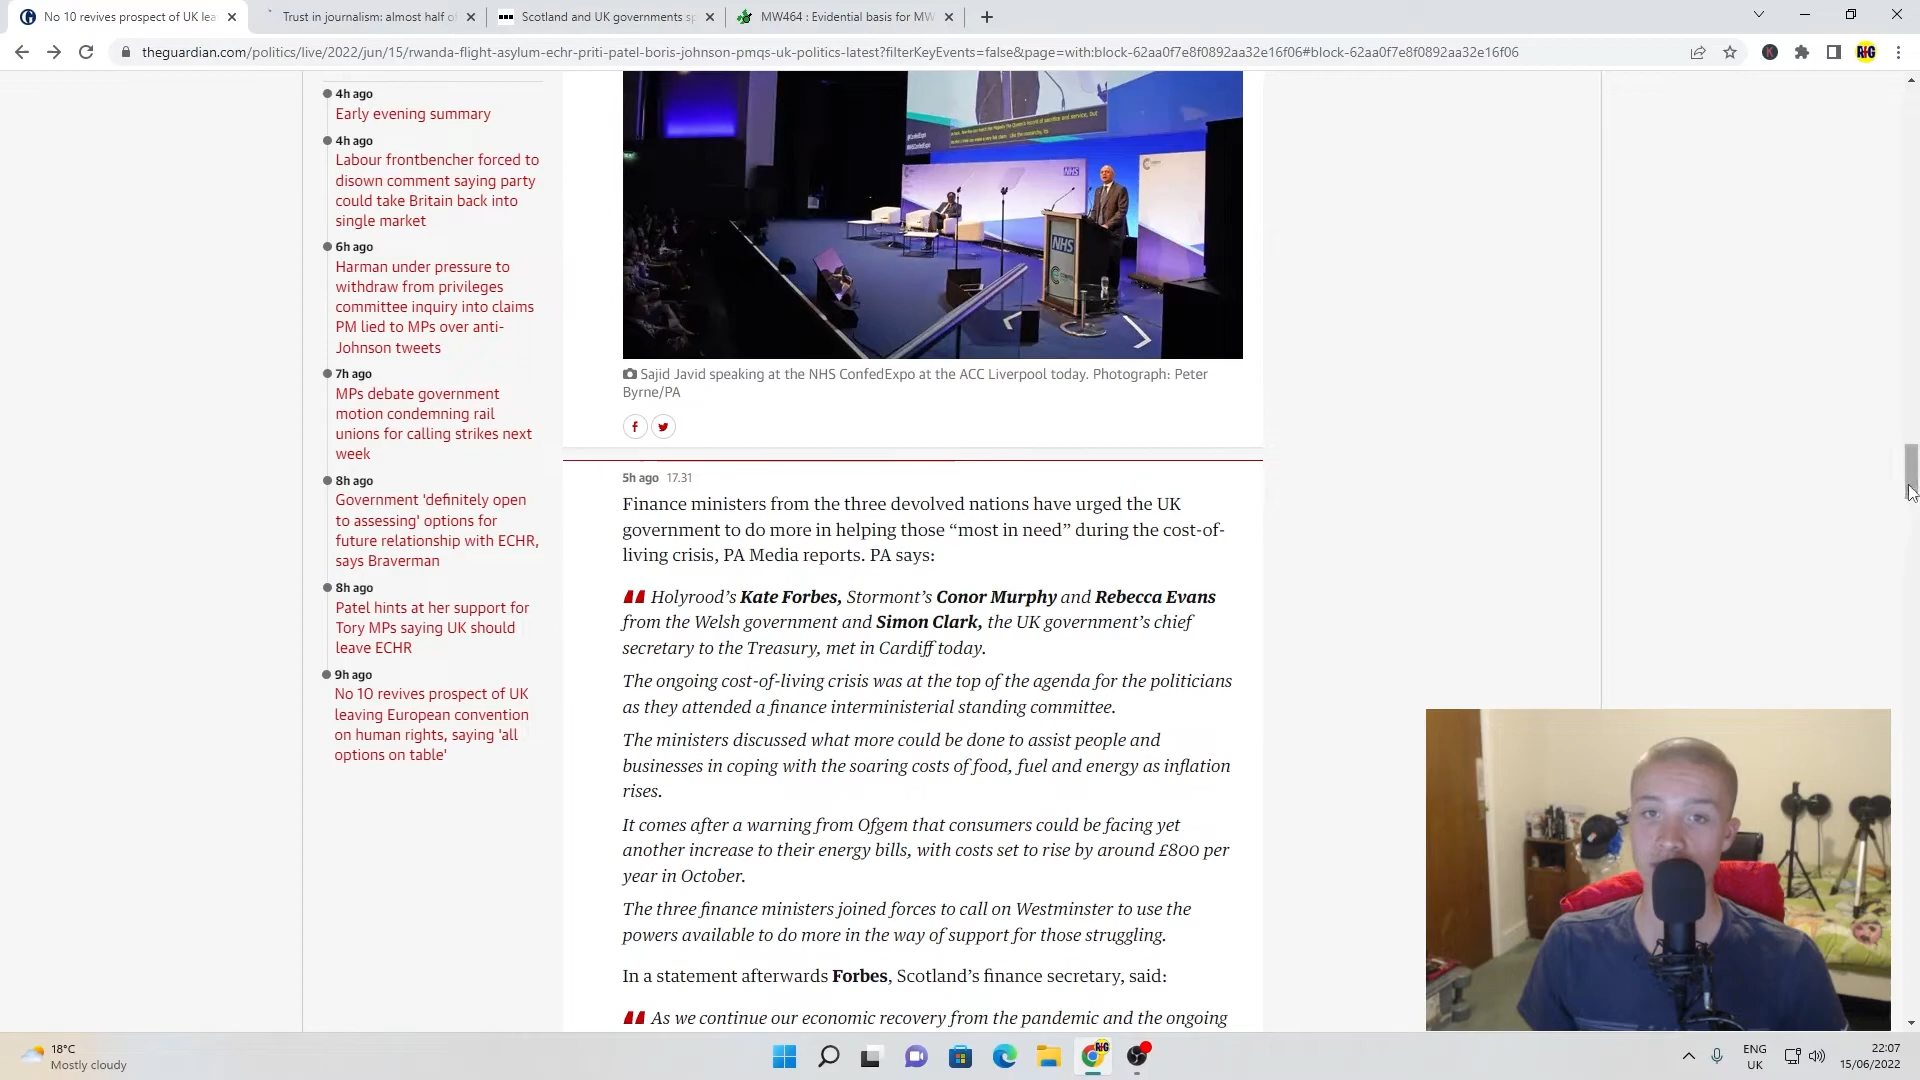 No 10 revives prospect of UK lea
Trust in journalism: almost half of
Scotland and UK governments sp
MW464 : Evidential basis for MW
theguardian.com/politics/live/2022/jun/15/rwanda-flight-asylum-echr-priti-patel-boris-johnson-pmqs-uk-politics-latest?filterKeyEvents=false&page=with:block-62aa0f7e8f0892aa32e16f06#block-62aa0f7e8f0892aa32e16f06
4h ago
Early evening summary
4h ago
Labour frontbencher forced to
disown comment saying party
could take Britain back into
single market
6h ago
Harman under pressure to
withdraw from privileges
committee inquiry into claims
PM lied to MPs over anti-
Johnson tweets
7h ago
MPs debate government
motion condemning rail
unions for calling strikes next
week
8h ago
Government 'definitely open
to assessing' options for
future relationship with ECHR,
says Braverman
8h ago
Patel hints at her support for
Tory MPs saying UK should
leave ECHR
9h ago
No 10 revives prospect of UK
leaving European convention
on human rights, saying 'all
options on table'
NHS
NHS
Sajid Javid speaking at the NHS ConfedExpo at the ACC Liverpool today. Photograph: Peter
Byrne/PA
5h ago 17.31
Finance ministers from the three devolved nations have urged the UK
government to do more in helping those “most in need” during the cost-of-
living crisis, PA Media reports. PA says:
Holyrood’s Kate Forbes, Stormont’s Conor Murphy and Rebecca Evans
from the Welsh government and Simon Clark, the UK government’s chief
secretary to the Treasury, met in Cardiff today.
The ongoing cost-of-living crisis was at the top of the agenda for the politicians
as they attended a finance interministerial standing committee.
The ministers discussed what more could be done to assist people and
businesses in coping with the soaring costs of food, fuel and energy as inflation
rises.
It comes after a warning from Ofgem that consumers could be facing yet
another increase to their energy bills, with costs set to rise by around £800 per
year in October.
The three finance ministers joined forces to call on Westminster to use the
powers available to do more in the way of support for those struggling.
In a statement afterwards Forbes, Scotland’s finance secretary, said:
As we continue our economic recovery from the pandemic and the ongoing
18°C
Mostly cloudy
ENG
UK
22:07
15/06/2022